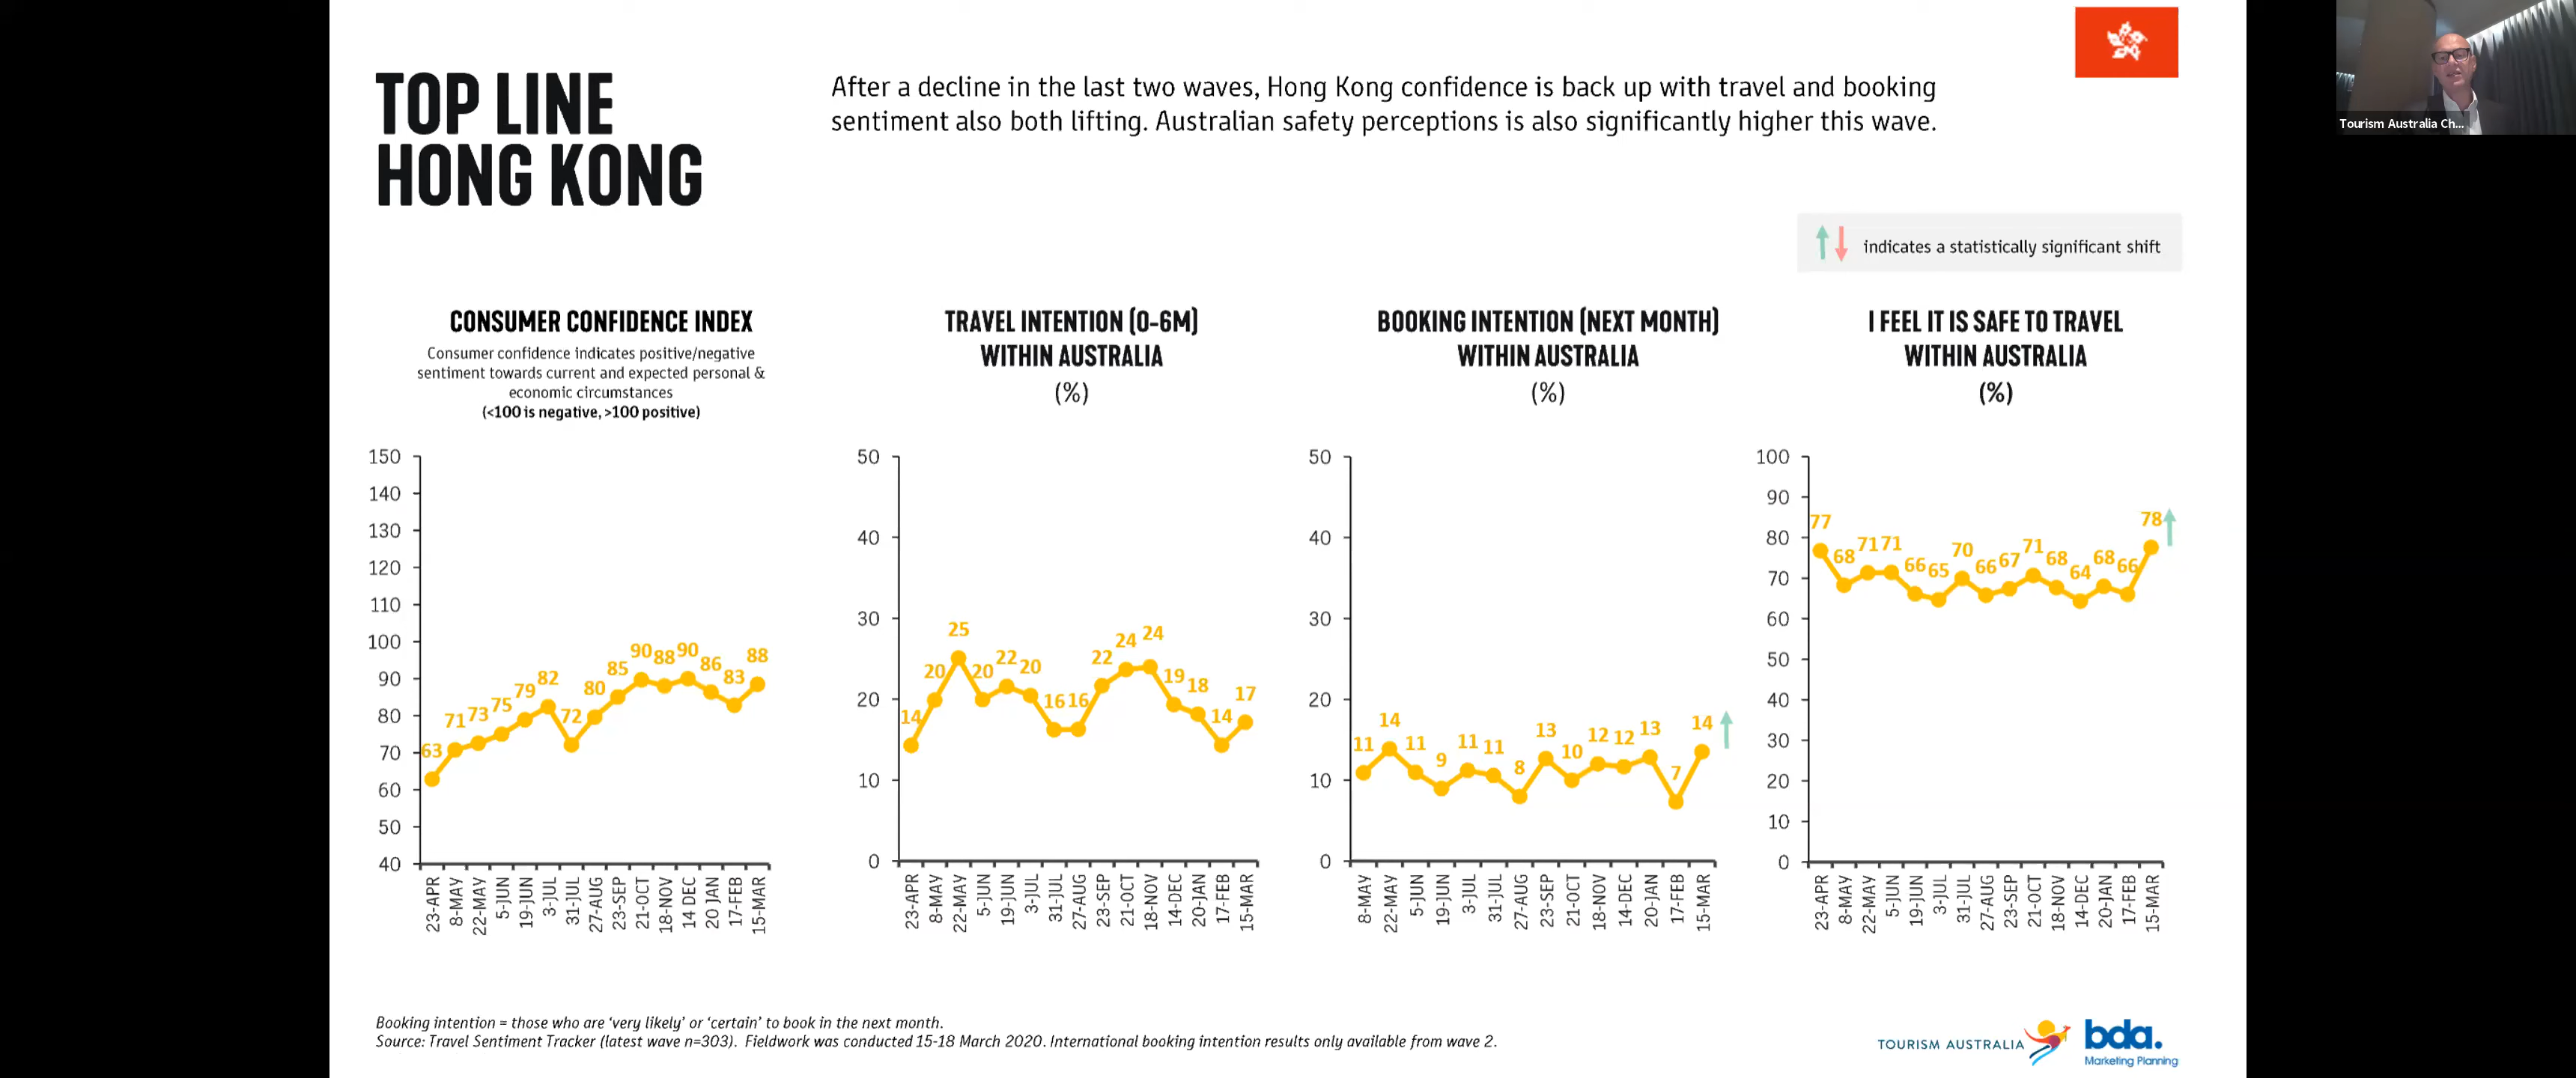 TOP LINE
HONG KONG
After a decline in the last two waves, Hong Kong confidence is back up with travel and booking
sentiment also both lifting. Australian safety perceptions is also significantly higher this wave.
Tourism Australia Ch...
indicates a statistically significant shift
CONSUMER CONFIDENCE INDEX
Consumer confidence indicates positive/negative
sentiment towards current and expected personal &
economic circumstances
(<100 is negative, >100 positive)
150
140
130
120
110
100
90
80
70
60
50
40
63
71
73
75
79
82
72
80
85
90
88
90
86
83
88
23-APR
8-MAY
22-MAY
5-JUN
19-JUN
3-JUL
31-JUL
27-AUG
23-SEP
21-OCT
18-NOV
14 DEC
20 JAN
17-FEB
15-MAR
TRAVEL INTENTION (0-6M)
WITHIN AUSTRALIA
(%)
50
40
30
20
10
0
14
20
25
20
22
20
16
16
22
24
24
19
18
14
17
23-APR
8-MAY
22-MAY
5-JUN
19-JUN
3-JUL
31-JUL
27-AUG
23-SEP
21-OCT
18-NOV
14-DEC
20-JAN
17-FEB
15-MAR
BOOKING INTENTION (NEXT MONTH)
WITHIN AUSTRALIA
(%)
50
40
30
20
10
0
11
14
11
9
11
11
8
13
10
12
12
13
7
14
8-MAY
22-MAY
5-JUN
19-JUN
3-JUL
31-JUL
27-AUG
23-SEP
21-OCT
18-NOV
14-DEC
20-JAN
17-FEB
15-MAR
I FEEL IT IS SAFE TO TRAVEL
WITHIN AUSTRALIA
(%)
100
90
80
70
60
50
40
30
20
10
0
77
68
71
71
66
65
70
66
67
71
68
64
68
66
78
23-APR
8-MAY
22-MAY
5-JUN
19-JUN
3-JUL
31-JUL
27-AUG
23-SEP
21-OCT
18-NOV
14-DEC
20-JAN
17-FEB
15-MAR
Booking intention = those who are ‘very likely’ or ‘certain’ to book in the next month.
Source: Travel Sentiment Tracker (latest wave n=303). Fieldwork was conducted 15-18 March 2020. International booking intention results only available from wave 2.
TOURISM AUSTRALIA
bda.
Marketing Planning